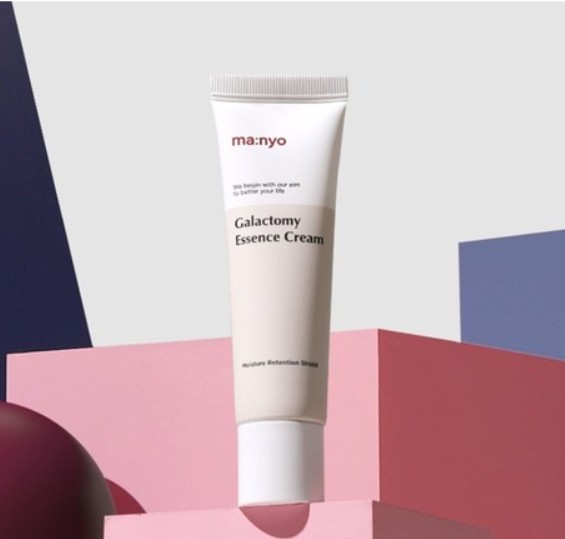 ma:nyo
We begin with our aim
to better your life
Galactomy
Essence Cream
Moisture Retention Shield